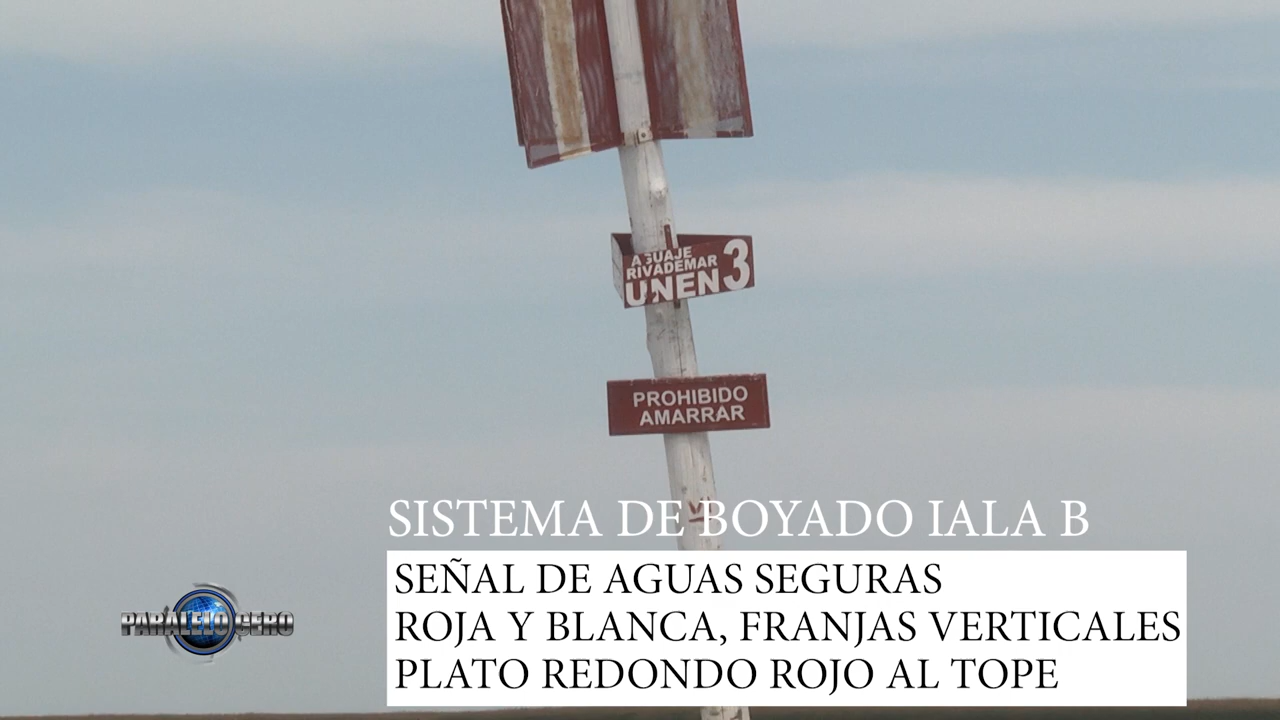 AGUAJE
RIVADEMAR
UNEN 3
PROHIBIDO
AMARRAR
SISTEMA DE BOYADO IALA B
SEÑAL DE AGUAS SEGURAS
ROJA Y BLANCA, FRANJAS VERTICALES
PLATO REDONDO ROJO AL TOPE
PARALELO CERO